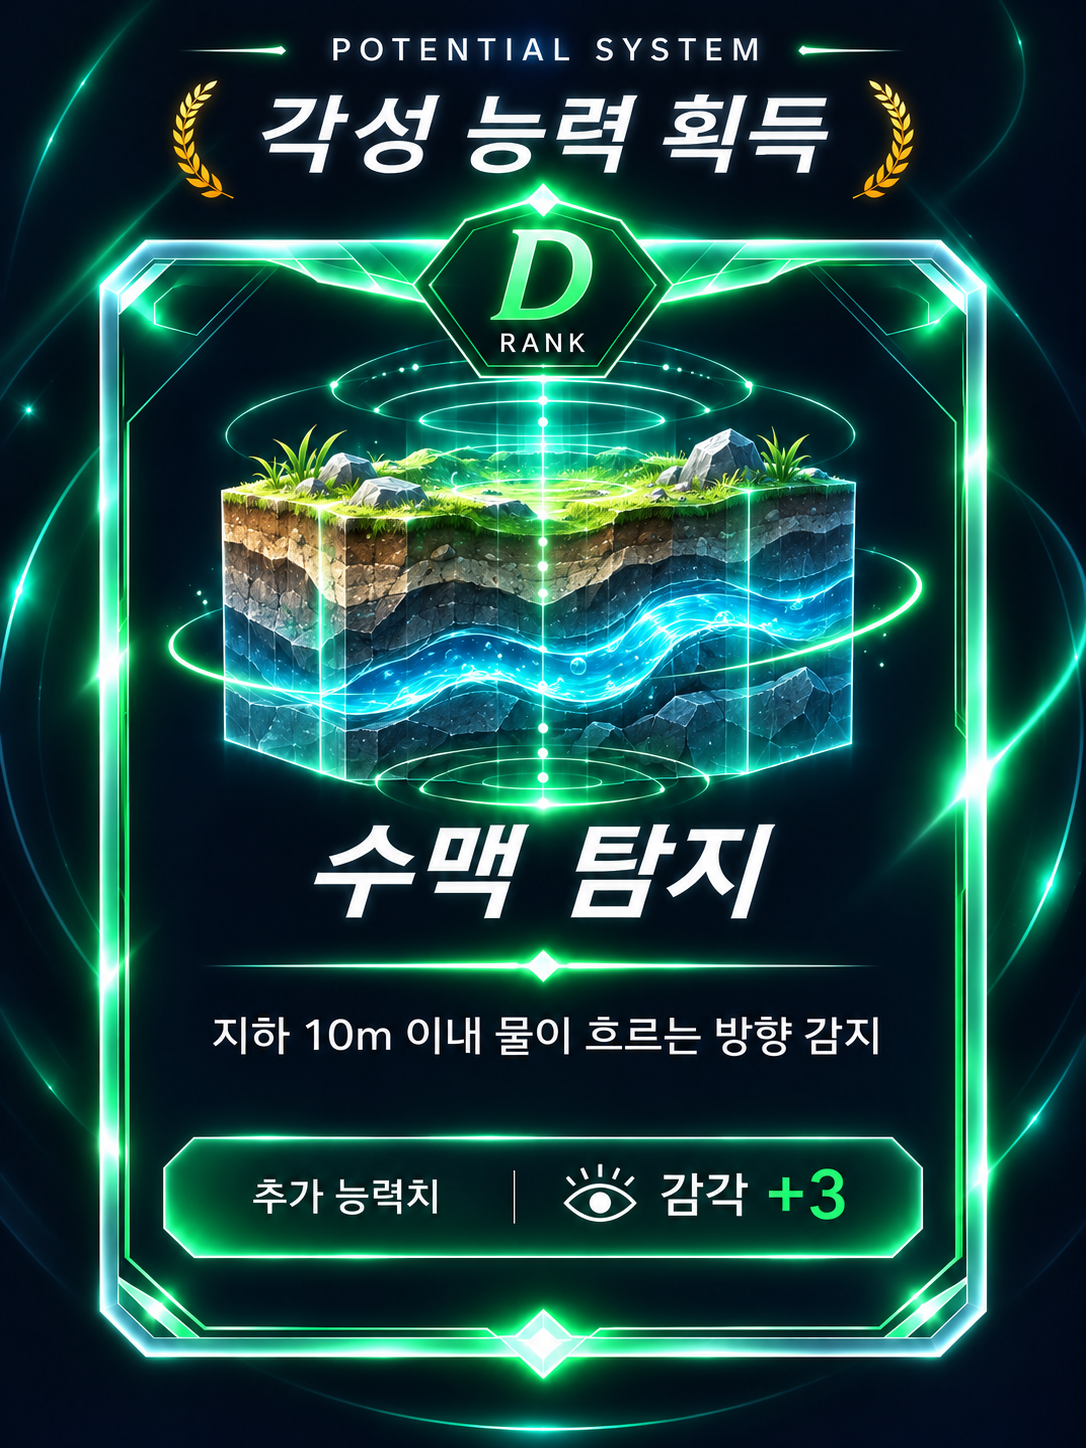 POTENTIAL SYSTEM
각성 능력 획득
D
RANK
수맥 탐지
지하 10m 이내 물이 흐르는 방향 감지
추가 능력치 감각 +3